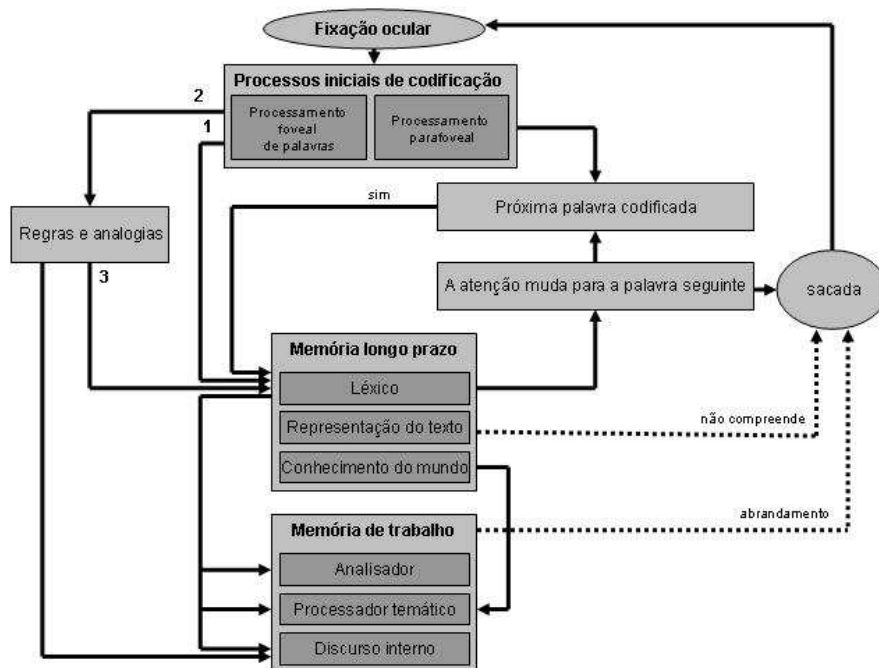 Fixação ocular
Processos iniciais de codificação
2
1
Processamento
foveal
de palavras
Processamento
parafoveal
sim
Próxima palavra codificada
Regras e analogias
3
A atenção muda para a palavra seguinte
sacada
Memória longo prazo
Léxico
Representação do texto
não compreende
Conhecimento do mundo
abrandamento
Memória de trabalho
Analisador
Processador temático
Discurso interno